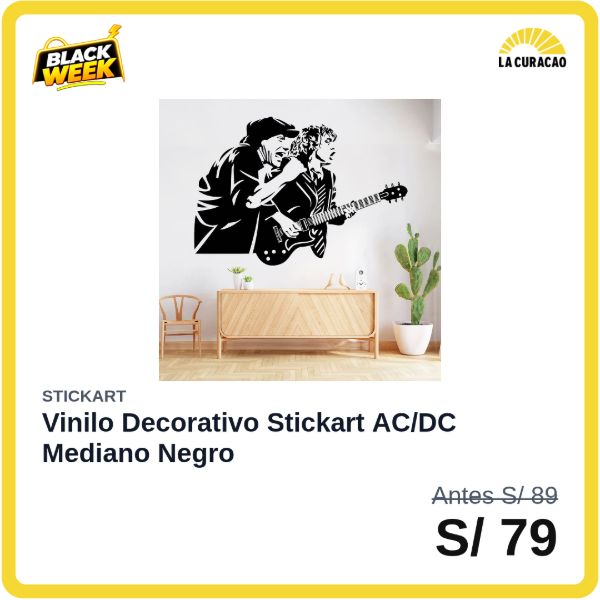 BLACK
WEEK
LA CURACAO
STICKART
Vinilo Decorativo Stickart AC/DC
Mediano Negro
Antes S/ 89
S/ 79